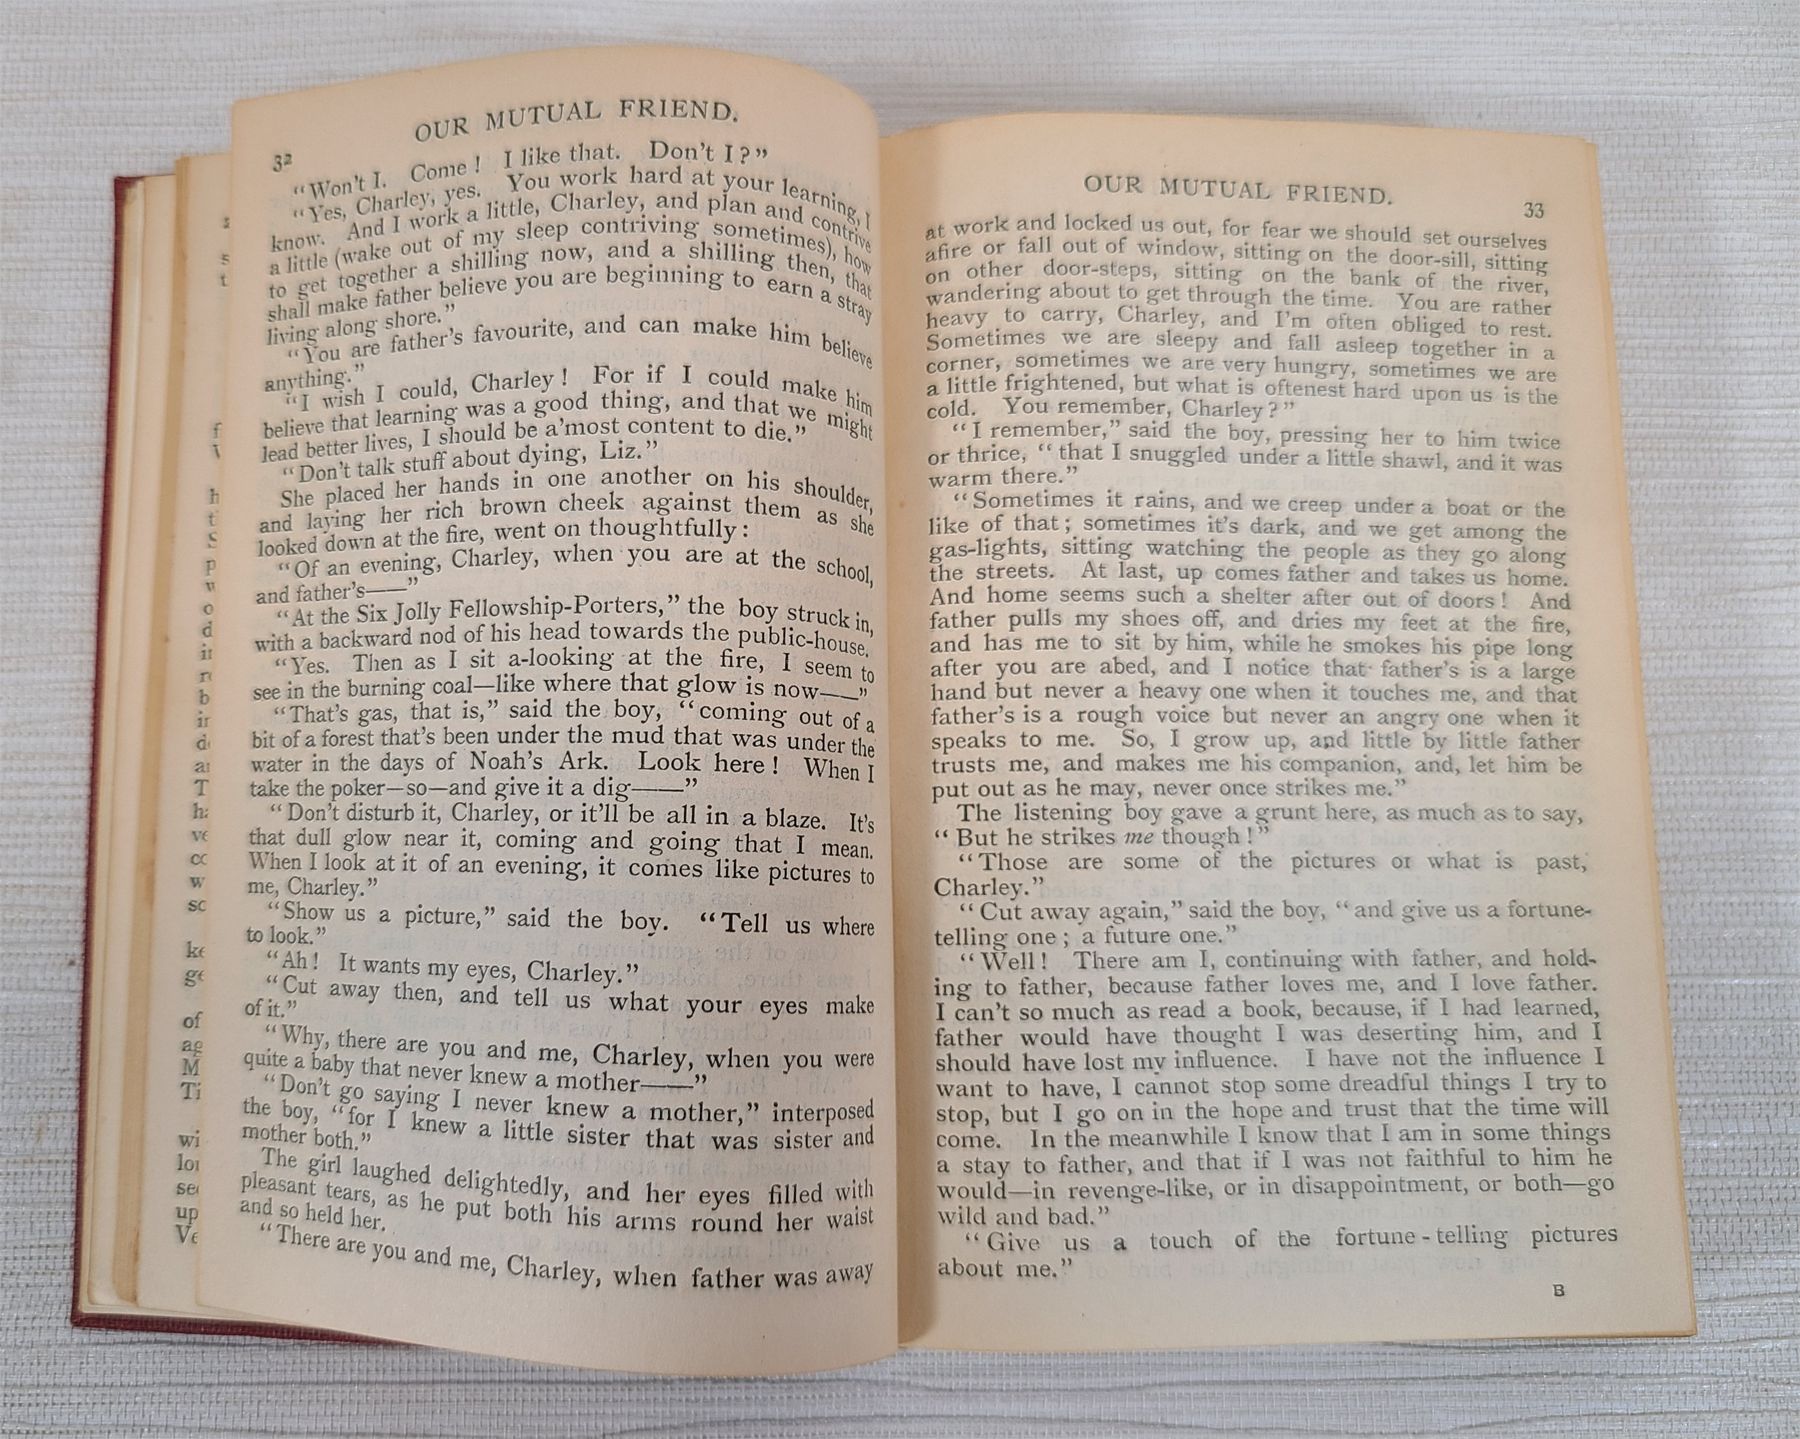 OUR MUTUAL FRIEND.
32
"Won't I. Come! I like that. Don't I?"
"Yes, Charley, yes. You work hard at your learning, I
know. And I work a little, Charley, and plan and contrive
a little (wake out of my sleep contriving sometimes), how
to get together a shilling now, and a shilling then, that
shall make father believe you are beginning to earn a stray
living along shore."
"You are father's favourite, and can make him believe
anything."
"I wish I could, Charley! For if I could make him
believe that learning was a good thing, and that we might
lead better lives, I should be a'most content to die."
"Don't talk stuff about dying, Liz."
She placed her hands in one another on his shoulder,
and laying her rich brown cheek against them as she
looked down at the fire, went on thoughtfully:
"Of an evening, Charley, when you are at the school,
and father's——"
"At the Six Jolly Fellowship-Porters," the boy struck in,
with a backward nod of his head towards the public-house.
"Yes. Then as I sit a-looking at the fire, I seem to
see in the burning coal—like where that glow is now——"
"That's gas, that is," said the boy, "coming out of a
bit of a forest that's been under the mud that was under the
water in the days of Noah's Ark. Look here! When I
take the poker—so—and give it a dig——"
"Don't disturb it, Charley, or it'll be all in a blaze. It's
that dull glow near it, coming and going that I mean.
When I look at it of an evening, it comes like pictures to
me, Charley."
"Show us a picture," said the boy. "Tell us where
to look."
"Ah! It wants my eyes, Charley."
"Cut away then, and tell us what your eyes make
of it."
"Why, there are you and me, Charley, when you were
quite a baby that never knew a mother——"
"Don't go saying I never knew a mother," interposed
the boy, "for I knew a little sister that was sister and
mother both."
The girl laughed delightedly, and her eyes filled with
pleasant tears, as he put both his arms round her waist
and so held her.
"There are you and me, Charley, when father was away
OUR MUTUAL FRIEND.
33
at work and locked us out, for fear we should set ourselves
afire or fall out of window, sitting on the door-sill, sitting
on other door-steps, sitting on the bank of the river,
wandering about to get through the time. You are rather
heavy to carry, Charley, and I'm often obliged to rest.
Sometimes we are sleepy and fall asleep together in a
corner, sometimes we are very hungry, sometimes we are
a little frightened, but what is oftenest hard upon us is the
cold. You remember, Charley?"
"I remember," said the boy, pressing her to him twice
or thrice, "that I snuggled under a little shawl, and it was
warm there."
"Sometimes it rains, and we creep under a boat or the
like of that; sometimes it's dark, and we get among the
gas-lights, sitting watching the people as they go along
the streets. At last, up comes father and takes us home.
And home seems such a shelter after out of doors! And
father pulls my shoes off, and dries my feet at the fire,
and has me to sit by him, while he smokes his pipe long
after you are abed, and I notice that father's is a large
hand but never a heavy one when it touches me, and that
father's is a rough voice but never an angry one when it
speaks to me. So, I grow up, and little by little father
trusts me, and makes me his companion, and, let him be
put out as he may, never once strikes me."
The listening boy gave a grunt here, as much as to say,
"But he strikes me though!"
"Those are some of the pictures of what is past,
Charley."
"Cut away again," said the boy, "and give us a fortune-
telling one; a future one."
"Well! There am I, continuing with father, and hold-
ing to father, because father loves me, and I love father.
I can't so much as read a book, because, if I had learned,
father would have thought I was deserting him, and I
should have lost my influence. I have not the influence I
want to have, I cannot stop some dreadful things I try to
stop, but I go on in the hope and trust that the time will
come. In the meanwhile I know that I am in some things
a stay to father, and that if I was not faithful to him he
would—in revenge-like, or in disappointment, or both—go
wild and bad."
"Give us a touch of the fortune-telling pictures
about me."
B